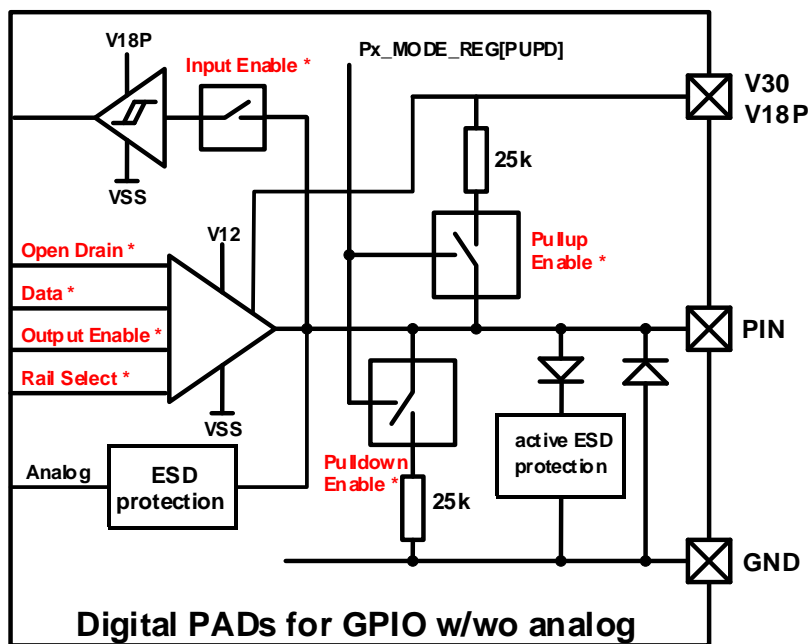 Px_MODE_REG[PUPD]
V18P
Input Enable *
V30
V18P
25k
VSS
V12
Pullup
Enable *
Open Drain *
Data *
Output Enable *
Rail Select *
PIN
VSS
Analog
ESD
protection
Pulldown
Enable *
25k
active ESD
protection
GND
Digital PADs for GPIO w/wo analog